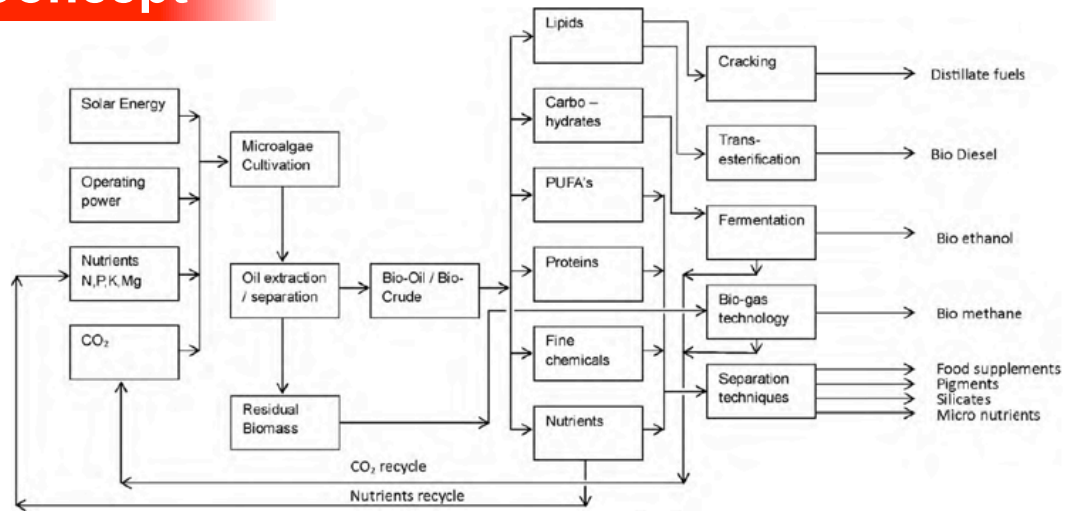 Concept
Solar Energy
Operating
power
Nutrients
N,P,K,Mg
CO₂
Microalgae
Cultivation
Oil extraction
/ separation
Residual
Biomass
Bio-Oil / Bio-
Crude
Lipids
Carbo –
hydrates
PUFA's
Proteins
Fine
chemicals
Nutrients
Cracking
Trans-
esterification
Fermentation
Bio-gas
technology
Separation
techniques
Distillate fuels
Bio Diesel
Bio ethanol
Bio methane
Food supplements
Pigments
Silicates
Micro nutrients
CO₂ recycle
Nutrients recycle